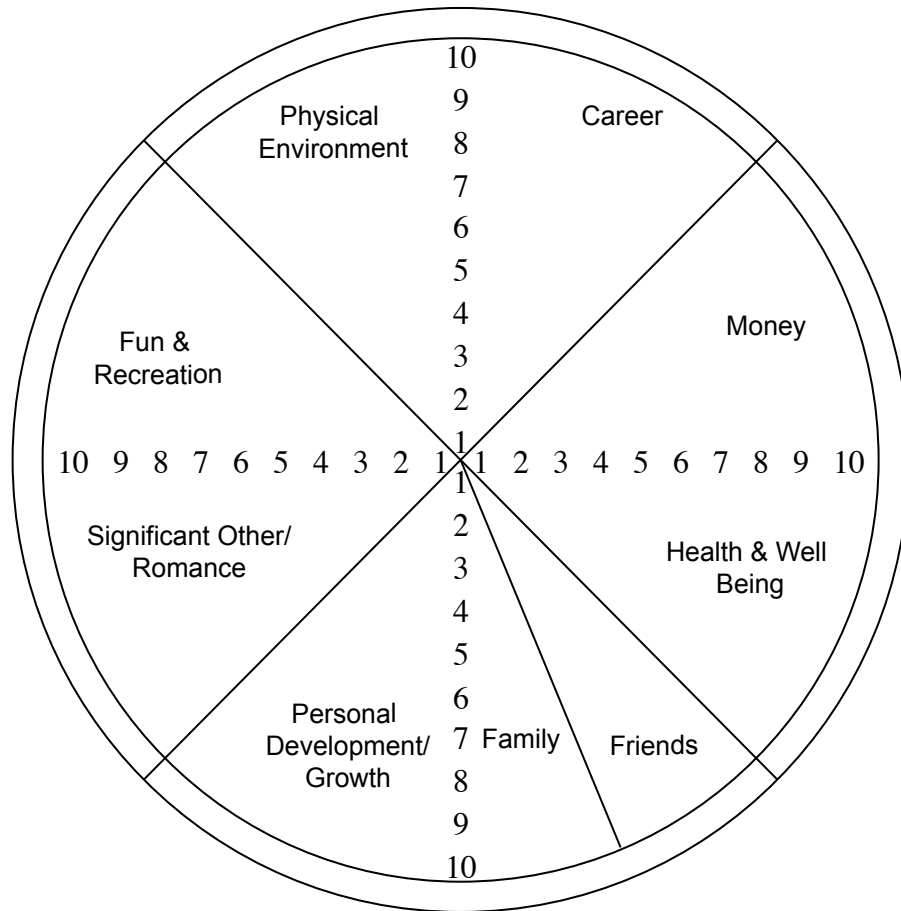 10
9
Physical
Environment
Career
8
7
6
5
4
3
2
1
Money
Fun &
Recreation
10 9 8 7 6 5 4 3 2 1 1 2 3 4 5 6 7 8 9 10
Significant Other/
Romance
Health & Well
Being
1
2
3
4
5
6
7
8
9
10
Personal
Development/
Growth
Family
Friends